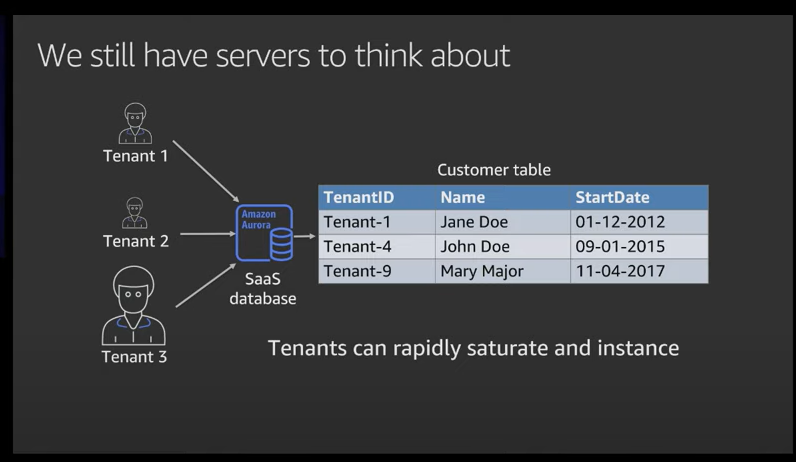 We still have servers to think about
Tenant 1
Tenant 2
Tenant 3
Amazon
Aurora
SaaS
database
Customer table
TenantID Name StartDate
Tenant-1 Jane Doe 01-12-2012
Tenant-4 John Doe 09-01-2015
Tenant-9 Mary Major 11-04-2017
Tenants can rapidly saturate and instance